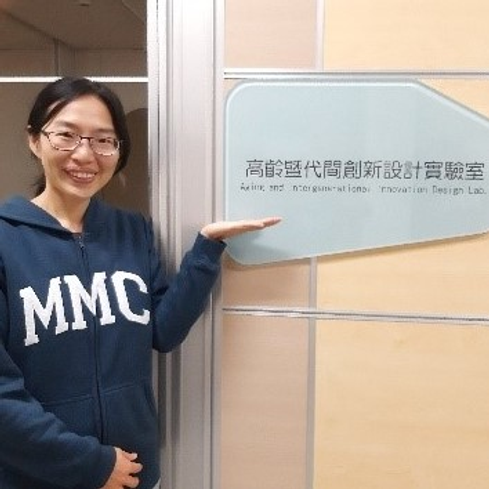 高齡暨代間創新設計實驗室
Aging and Intergenerational Innovation Design Lab.
MMC